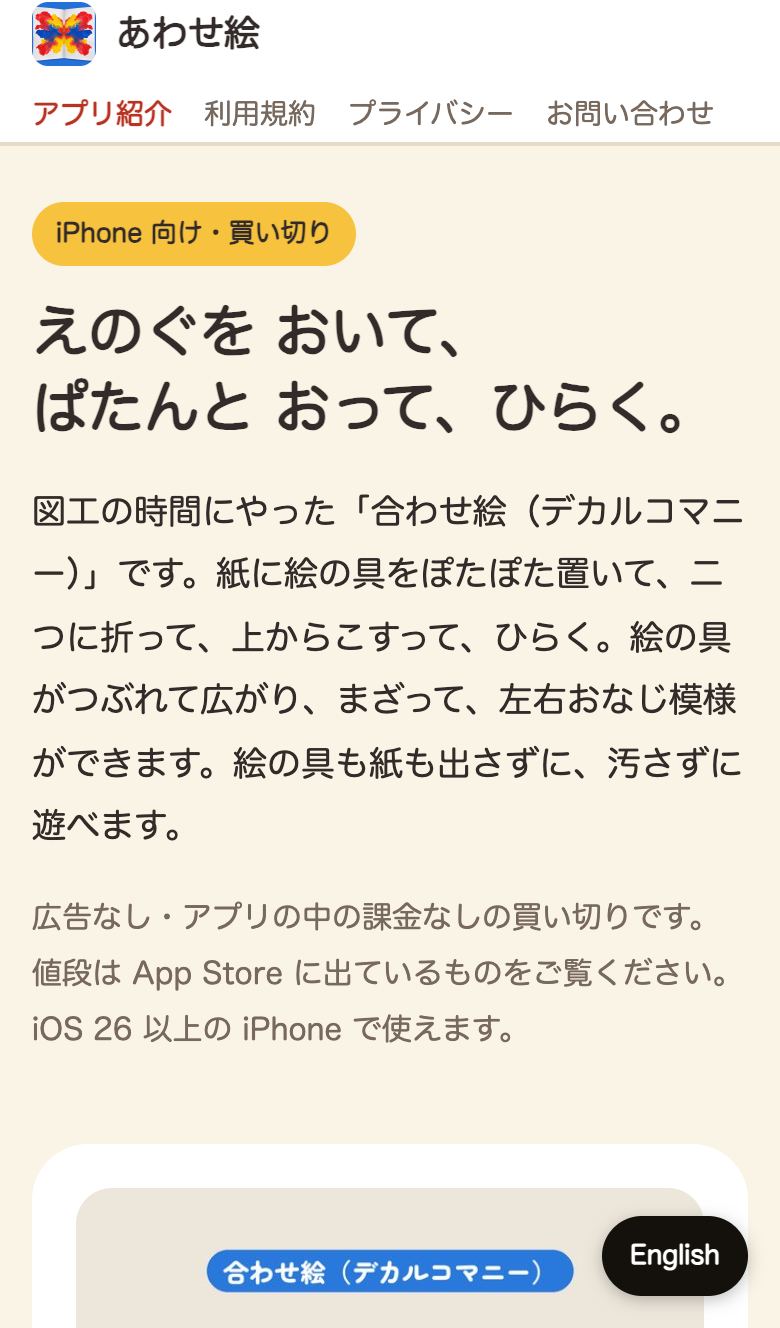 あわせ絵
アプリ紹介 利用規約 プライバシー お問い合わせ
iPhone 向け・買い切り
えのぐを おいて、
ぱたんと おって、ひらく。
図工の時間にやった「合わせ絵（デカルコマニ
ー）」です。紙に絵の具をぽたぽた置いて、二
つに折って、上からこすって、ひらく。絵の具
がつぶれて広がり、まざって、左右おなじ模様
ができます。絵の具も紙も出さずに、汚さずに
遊べます。
広告なし・アプリの中の課金なしの買い切りです。
値段は App Store に出ているものをご覧ください。
iOS 26 以上の iPhone で使えます。
合わせ絵（デカルコマニー）
English